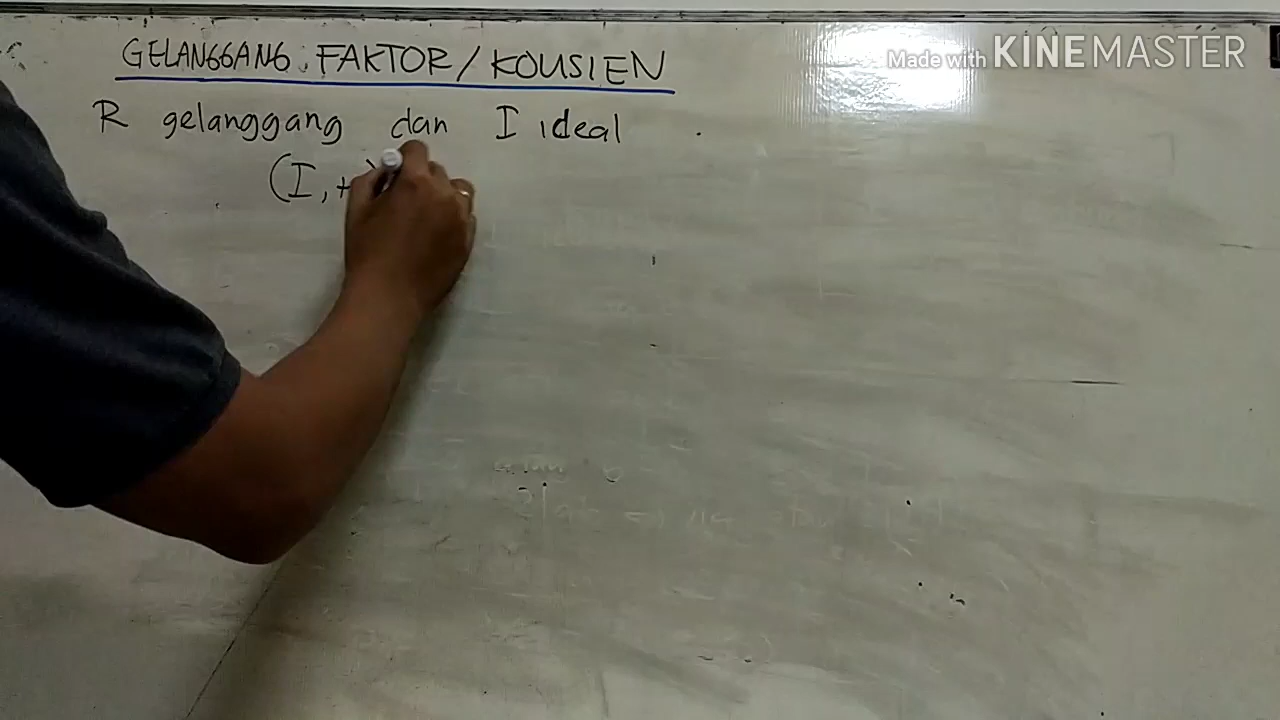 GELANGGANG FAKTOR / KOUSIEN
Made with KINEMASTER
R gelanggang dan I ideal
(I, +)